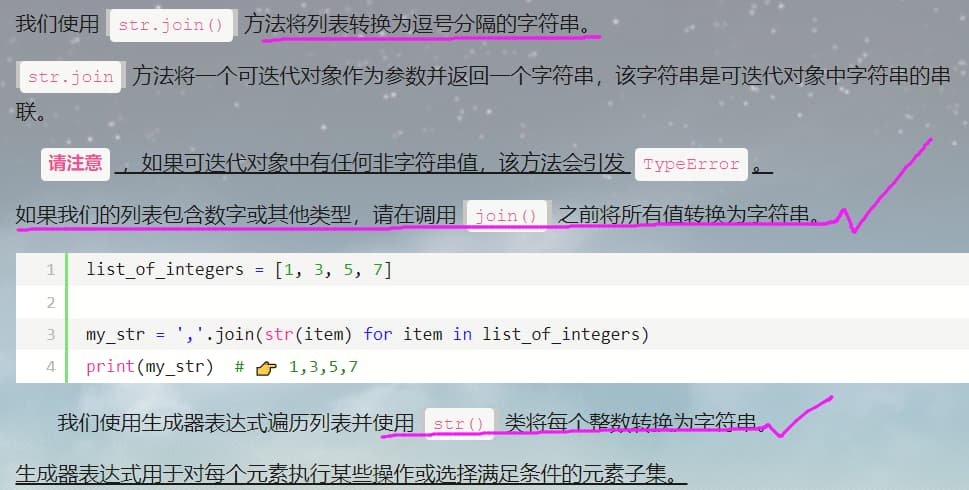 我们使用 str.join() 方法将列表转换为逗号分隔的字符串。
str.join 方法将一个可迭代对象作为参数并返回一个字符串，该字符串是可迭代对象中字符串的串
联。
请注意 ，如果可迭代对象中有任何非字符串值，该方法会引发 TypeError 。
如果我们的列表包含数字或其他类型，请在调用 join() 之前将所有值转换为字符串。
1 list_of_integers = [1, 3, 5, 7]
2
3 my_str = ','.join(str(item) for item in list_of_integers)
4 print(my_str) # 👉 1,3,5,7
我们使用生成器表达式遍历列表并使用 str() 类将每个整数转换为字符串。
生成器表达式用于对每个元素执行某些操作或选择满足条件的元素子集。